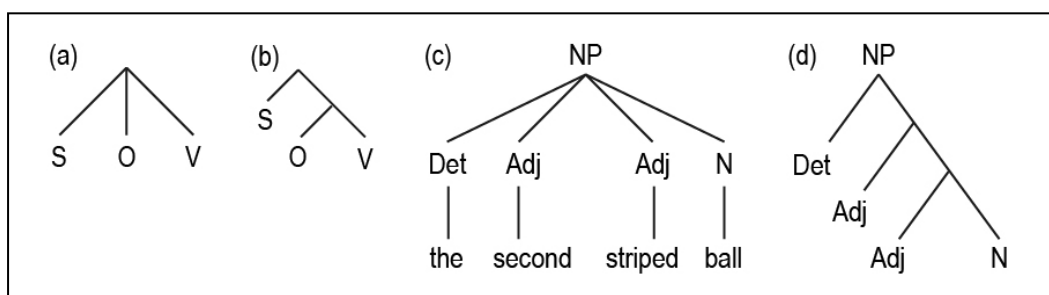 (a) (b) (c) NP (d) NP
S
Det Adj Adj N Det
S O V O V
Adj
the second striped ball Adj N